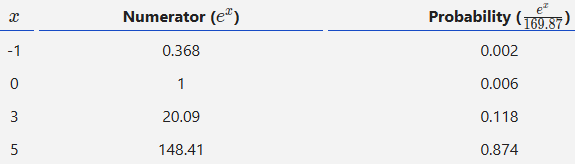 x Numerator (e^x) Probability (e^x/169.87)
-1 0.368 0.002
0 1 0.006
3 20.09 0.118
5 148.41 0.874